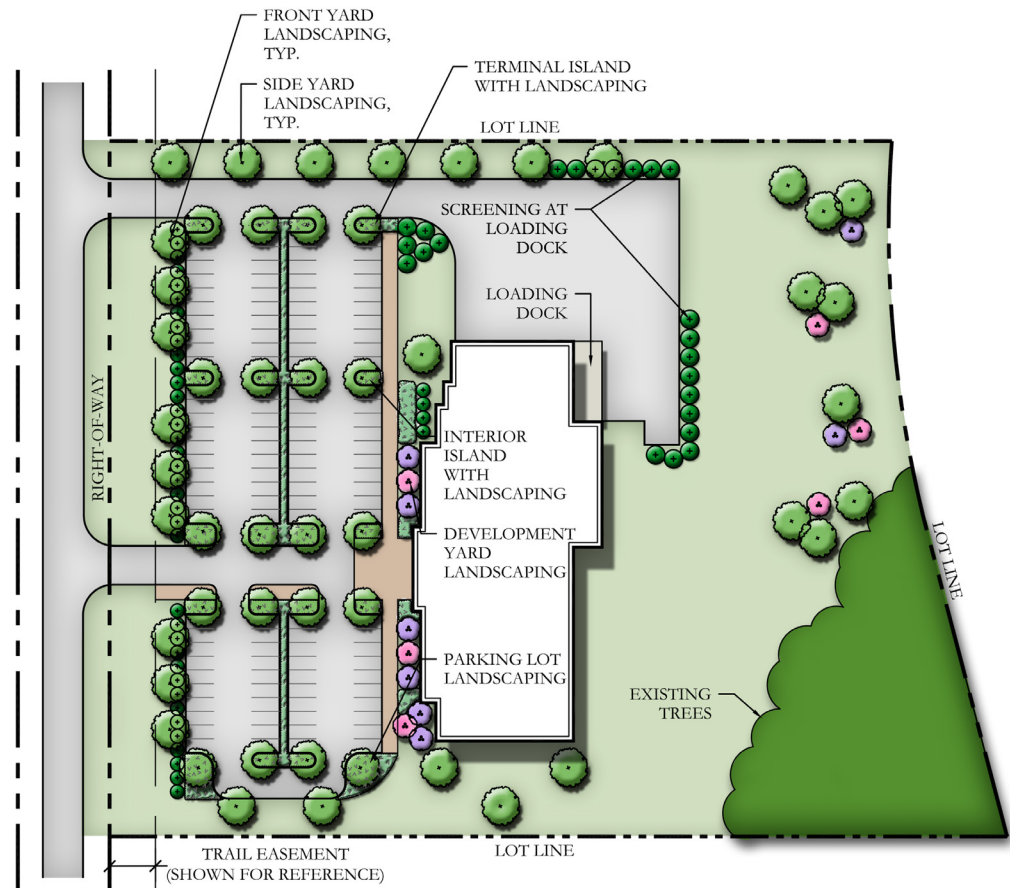 FRONT YARD
LANDSCAPING,
TYP.
SIDE YARD
LANDSCAPING,
TYP.
TERMINAL ISLAND
WITH LANDSCAPING
LOT LINE
SCREENING AT
LOADING
DOCK
LOADING
DOCK
RIGHT-OF-WAY
INTERIOR
ISLAND
WITH
LANDSCAPING
DEVELOPMENT
YARD
LANDSCAPING
LOT LINE
PARKING LOT
LANDSCAPING
EXISTING
TREES
TRAIL EASEMENT
(SHOWN FOR REFERENCE)
LOT LINE